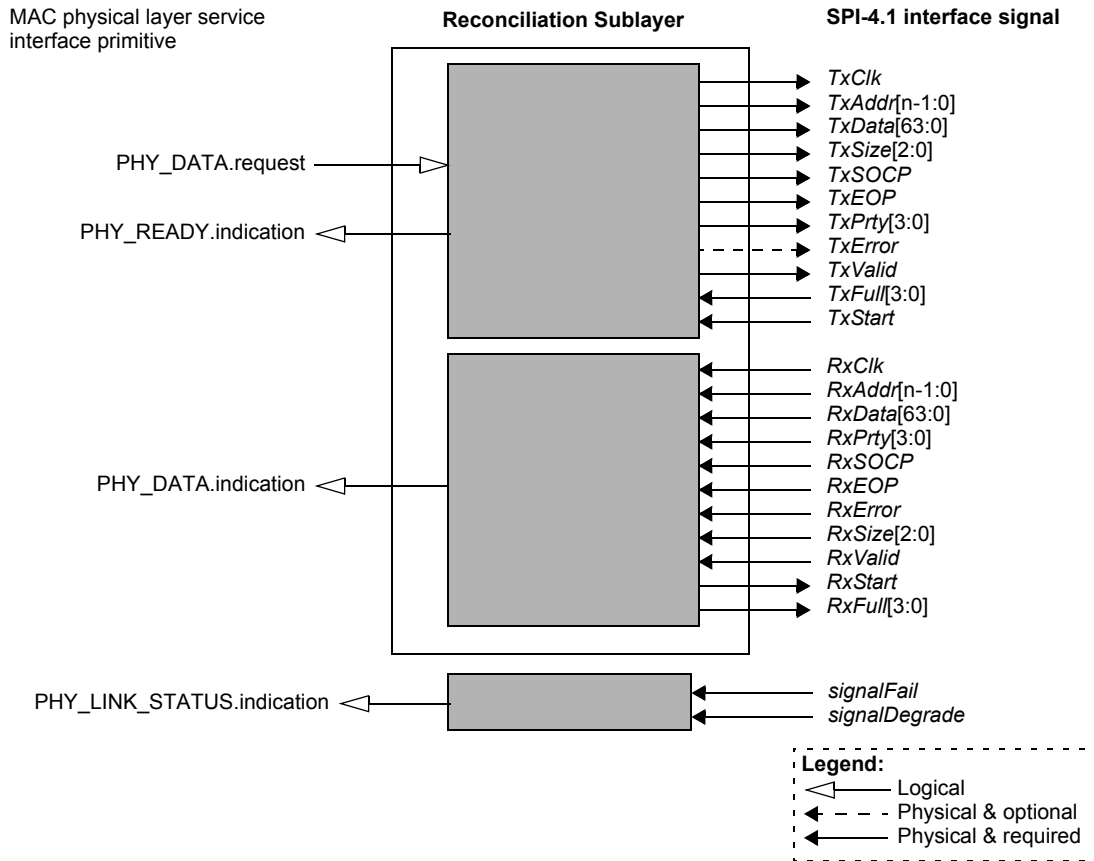 MAC physical layer service
interface primitive
Reconciliation Sublayer
SPI-4.1 interface signal
PHY_DATA.request
PHY_READY.indication
TxClk
TxAddr[n-1:0]
TxData[63:0]
TxSize[2:0]
TxSOCP
TxEOP
TxPrty[3:0]
TxError
TxValid
TxFull[3:0]
TxStart
PHY_DATA.indication
RxClk
RxAddr[n-1:0]
RxData[63:0]
RxPrty[3:0]
RxSOCP
RxEOP
RxError
RxSize[2:0]
RxValid
RxStart
RxFull[3:0]
PHY_LINK_STATUS.indication
signalFail
signalDegrade
Legend:
Logical
Physical & optional
Physical & required